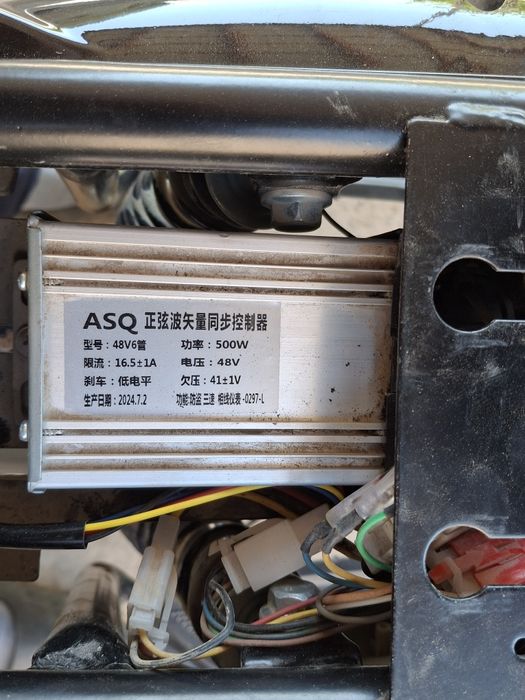 ASQ 正弦波矢量同步控制器
型号：48V6管 功率：500W
限流：16.5±1A 电压：48V
刹车：低电平 欠压：41±1V
生产日期：2024.7.2 功能:防盗 三速 相线仪表-0297-L